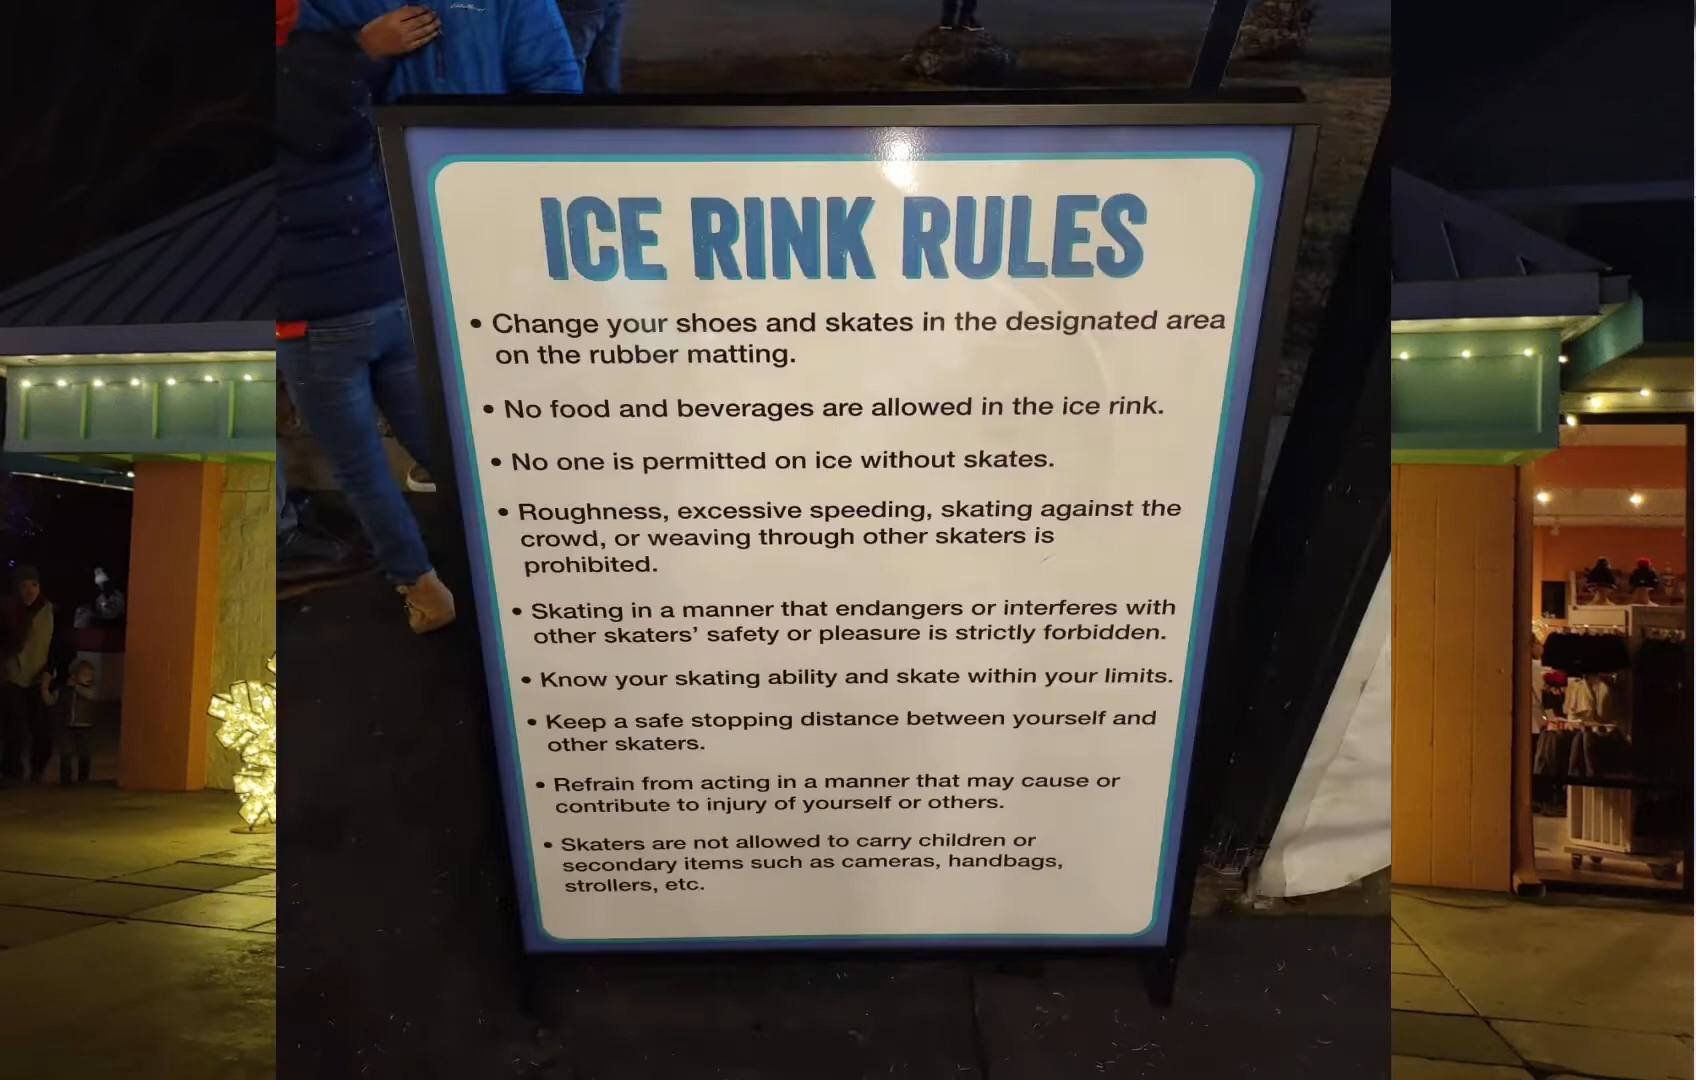 ICE RINK RULES
• Change your shoes and skates in the designated area
on the rubber matting.
• No food and beverages are allowed in the ice rink.
• No one is permitted on ice without skates.
• Roughness, excessive speeding, skating against the
crowd, or weaving through other skaters is
prohibited.
• Skating in a manner that endangers or interferes with
other skaters’ safety or pleasure is strictly forbidden.
• Know your skating ability and skate within your limits.
• Keep a safe stopping distance between yourself and
other skaters.
• Refrain from acting in a manner that may cause or
contribute to injury of yourself or others.
• Skaters are not allowed to carry children or
secondary items such as cameras, handbags,
strollers, etc.